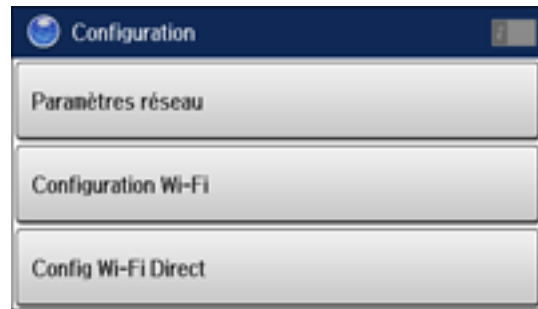 Configuration
Paramètres réseau
Configuration Wi-Fi
Config Wi-Fi Direct